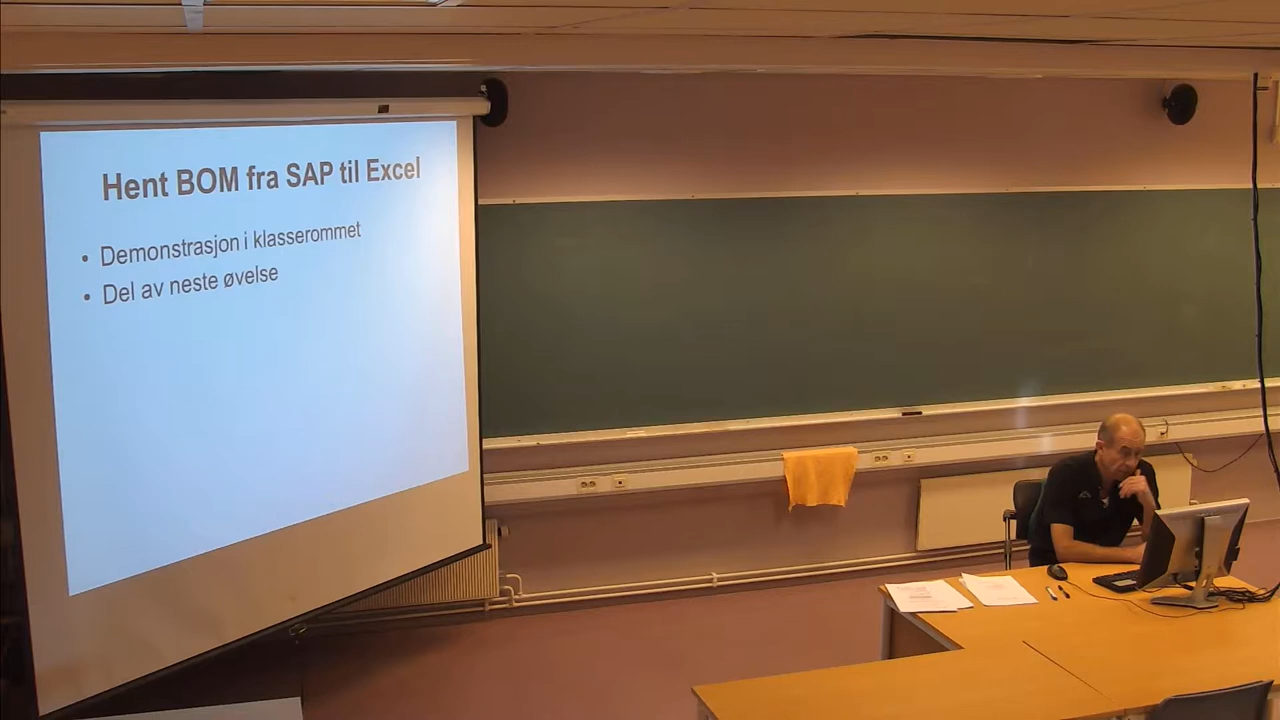 Hent BOM fra SAP til Excel
• Demonstrasjon i klasserommet
• Del av neste øvelse